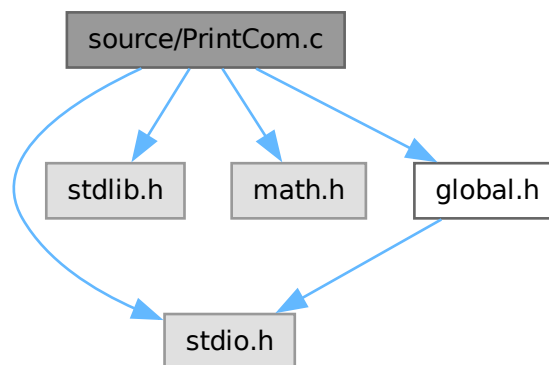 source/PrintCom.c
stdlib.h
math.h
global.h
stdio.h